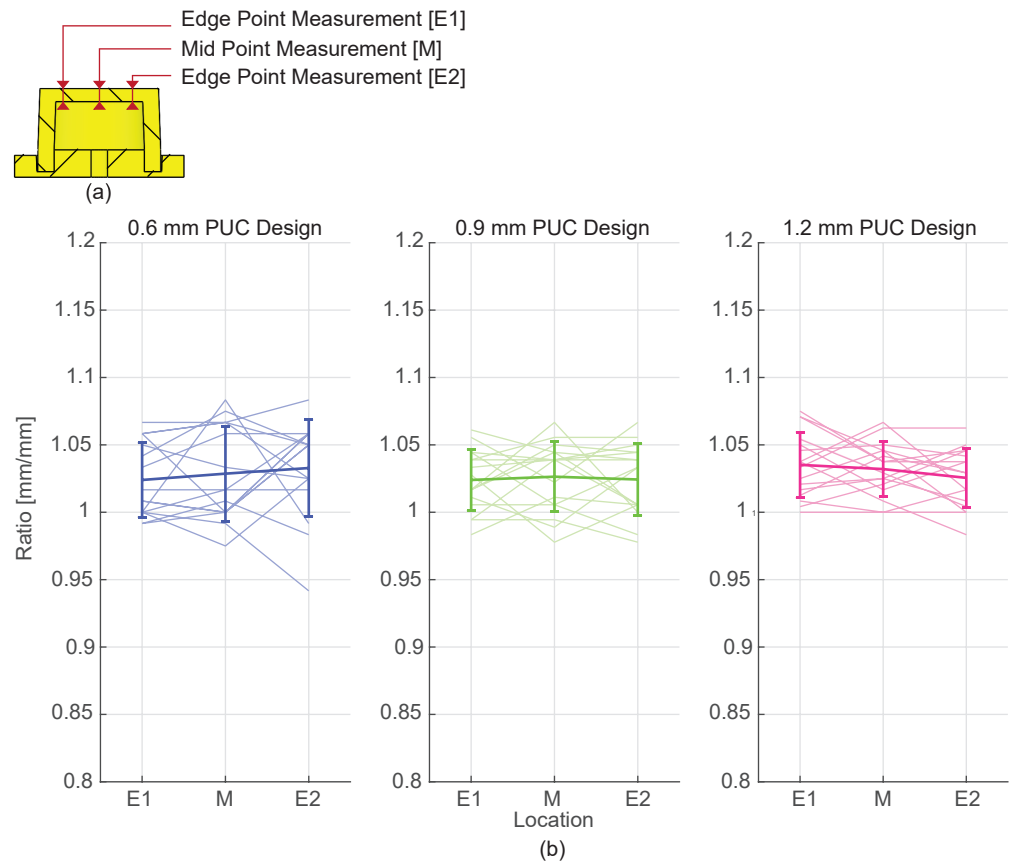 Edge Point Measurement [E1]
Mid Point Measurement [M]
Edge Point Measurement [E2]
(a)
0.6 mm PUC Design
0.9 mm PUC Design
1.2 mm PUC Design
Ratio [mm/mm]
1.2
1.15
1.1
1.05
1
0.95
0.9
0.85
0.8
E1 M E2
1.2
1.15
1.1
1.05
1
0.95
0.9
0.85
0.8
E1 M E2
1.2
1.15
1.1
1.05
1
0.95
0.9
0.85
0.8
E1 M E2
Location
(b)